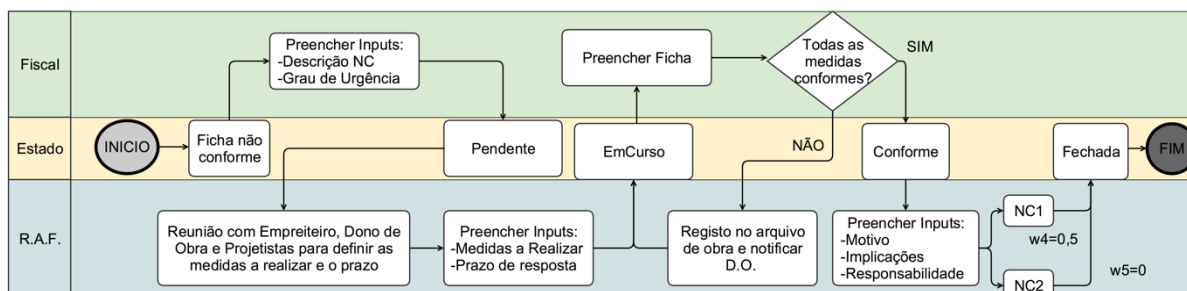 Fiscal
Preencher Inputs:
-Descrição NC
-Grau de Urgência
Preencher Ficha
Todas as
medidas
conformes?
SIM
Estado
INICIO
Ficha não
conforme
Pendente
EmCurso
NÃO
Conforme
Fechada
FIM
R.A.F.
Reunião com Empreiteiro, Dono de
Obra e Projetistas para definir as
medidas a realizar e o prazo
Preencher Inputs:
-Medidas a Realizar
-Prazo de resposta
Registo no arquivo
de obra e notificar
D.O.
Preencher Inputs:
-Motivo
-Implicações
-Responsabilidade
NC1
w4=0,5
NC2
w5=0